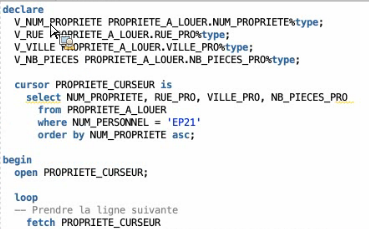 declare
V_NUM_PROPRIETE PROPRIETE_A_LOUER.NUM_PROPRIETE%type;
V_RUE PROPRIETE_A_LOUER.RUE_PRO%type;
V_VILLE PROPRIETE_A_LOUER.VILLE_PRO%type;
V_NB_PIECES PROPRIETE_A_LOUER.NB_PIECES_PRO%type;
cursor PROPRIETE_CURSEUR is
select NUM_PROPRIETE, RUE_PRO, VILLE_PRO, NB_PIECES_PRO
from PROPRIETE_A_LOUER
where NUM_PERSONNEL = 'EP21'
order by NUM_PROPRIETE asc;
begin
open PROPRIETE_CURSEUR;
loop
-- Prendre la ligne suivante
fetch PROPRIETE_CURSEUR